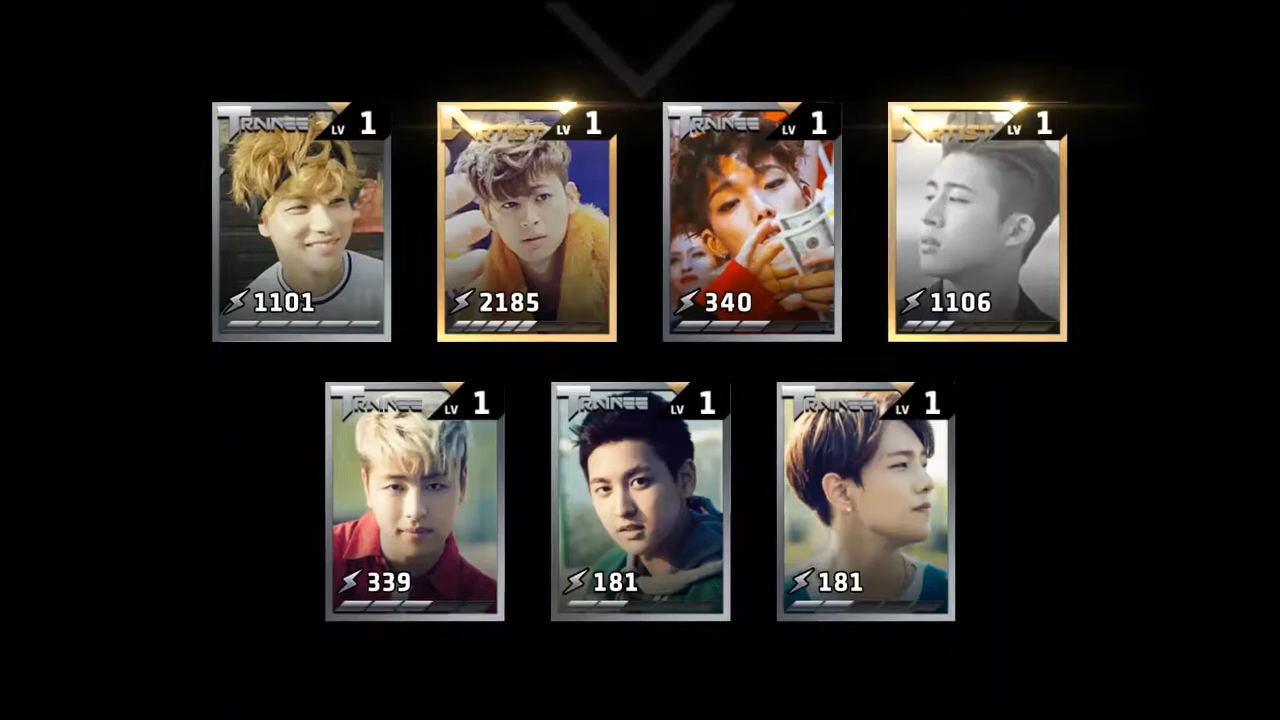 TRAINEE LV 1
1101
ARTIST LV 1
2185
TRAINEE LV 1
340
ARTIST LV 1
1106
TRAINEE LV 1
339
TRAINEE LV 1
181
TRAINEE LV 1
181